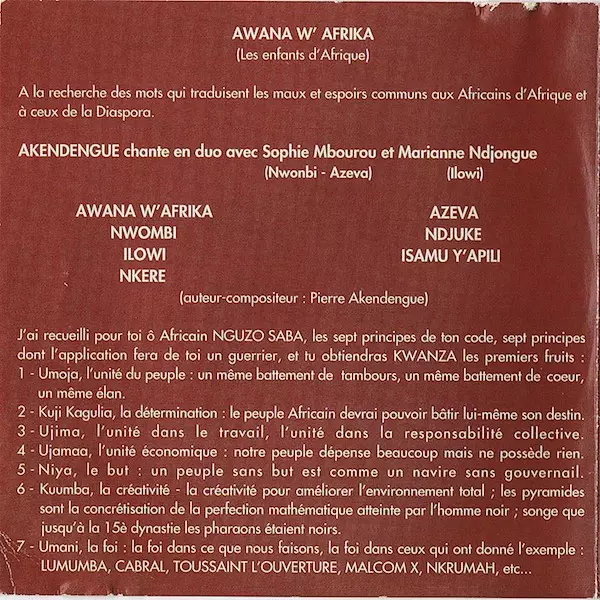 AWANA W' AFRIKA
(Les enfants d'Afrique)
A la recherche des mots qui traduisent les maux et espoirs communs aux Africains d'Afrique et
à ceux de la Diaspora.
AKENDENGUE chante en duo avec Sophie Mbourou et Marianne Ndjongue
(Nwonbi - Azeva) (Ilowi)
AWANA W'AFRIKA
NWOMBI
ILOWI
NKERE
AZEVA
NDJUKE
ISAMU Y'APILI
(auteur-compositeur : Pierre Akendengue)
J'ai recueilli pour toi ô Africain NGUZO SABA, les sept principes de ton code, sept principes
dont l'application fera de toi un guerrier, et tu obtiendras KWANZA les premiers fruits :
1 - Umoja, l'unité du peuple : un même battement de tambours, un même battement de coeur,
un même élan.
2 - Kuji Kagulia, la détermination : le peuple Africain devrai pouvoir bâtir lui-même son destin.
3 - Ujima, l'unité dans le travail, l'unité dans la responsabilité collective.
4 - Ujamaa, l'unité économique : notre peuple dépense beaucoup mais ne possède rien.
5 - Niya, le but : un peuple sans but est comme un navire sans gouvernail.
6 - Kuumba, la créativité - la créativité pour améliorer l'environnement total ; les pyramides
sont la concrétisation de la perfection mathématique atteinte par l'homme noir ; songe que
jusqu'à la 15è dynastie les pharaons étaient noirs.
7 - Umani, la foi : la foi dans ce que nous faisons, la foi dans ceux qui ont donné l'exemple :
LUMUMBA, CABRAL, TOUSSAINT L'OUVERTURE, MALCOM X, NKRUMAH, etc...